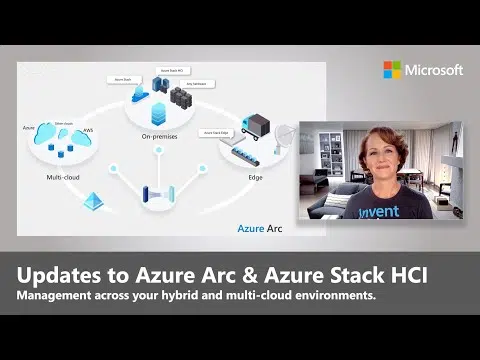 Microsoft
Azure Stack HCI
Azure Stack
Any hardware
Azure
Other clouds
AWS
On-premises
Azure Stack Edge
Multi-cloud
Edge
Azure Arc
invent
Updates to Azure Arc & Azure Stack HCI
Management across your hybrid and multi-cloud environments.